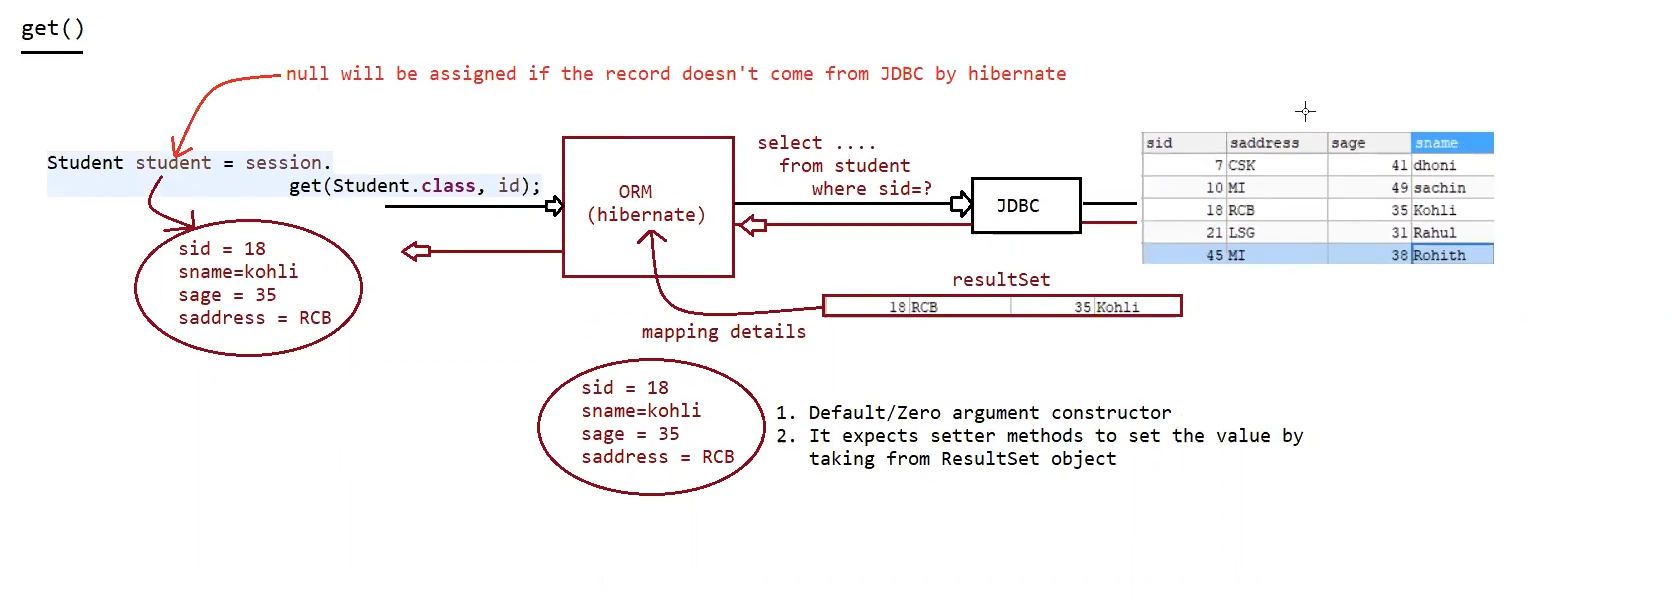 get()
null will be assigned if the record doesn't come from JDBC by hibernate
Student student = session.
get(Student.class, id);
sid = 18
sname=kohli
sage = 35
saddress = RCB
ORM
(hibernate)
select ....
from student
where sid=?
JDBC
sid saddress sage sname
7 CSK 41 dhoni
10 MI 49 sachin
18 RCB 35 Kohli
21 LSG 31 Rahul
45 MI 38 Rohith
resultSet
18 RCB 35 Kohli
mapping details
sid = 18
sname=kohli
sage = 35
saddress = RCB
1. Default/Zero argument constructor
2. It expects setter methods to set the value by
taking from ResultSet object